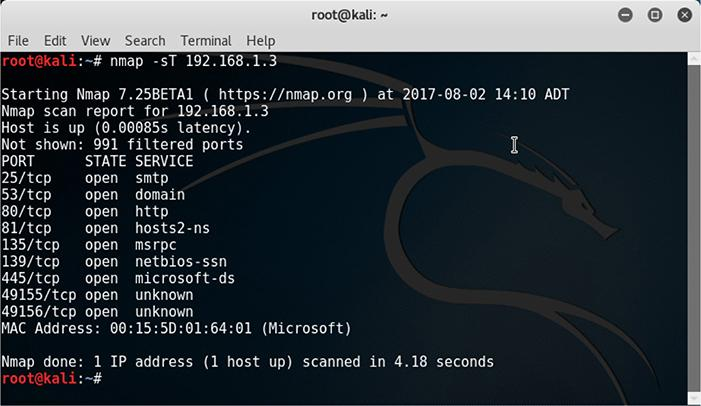 root@kali: ~
File Edit View Search Terminal Help
root@kali:~# nmap -sT 192.168.1.3
Starting Nmap 7.25BETA1 ( https://nmap.org ) at 2017-08-02 14:10 ADT
Nmap scan report for 192.168.1.3
Host is up (0.00085s latency).
Not shown: 991 filtered ports
PORT STATE SERVICE
25/tcp open smtp
53/tcp open domain
80/tcp open http
81/tcp open hosts2-ns
135/tcp open msrpc
139/tcp open netbios-ssn
445/tcp open microsoft-ds
49155/tcp open unknown
49156/tcp open unknown
MAC Address: 00:15:5D:01:64:01 (Microsoft)
Nmap done: 1 IP address (1 host up) scanned in 4.18 seconds
root@kali:~#